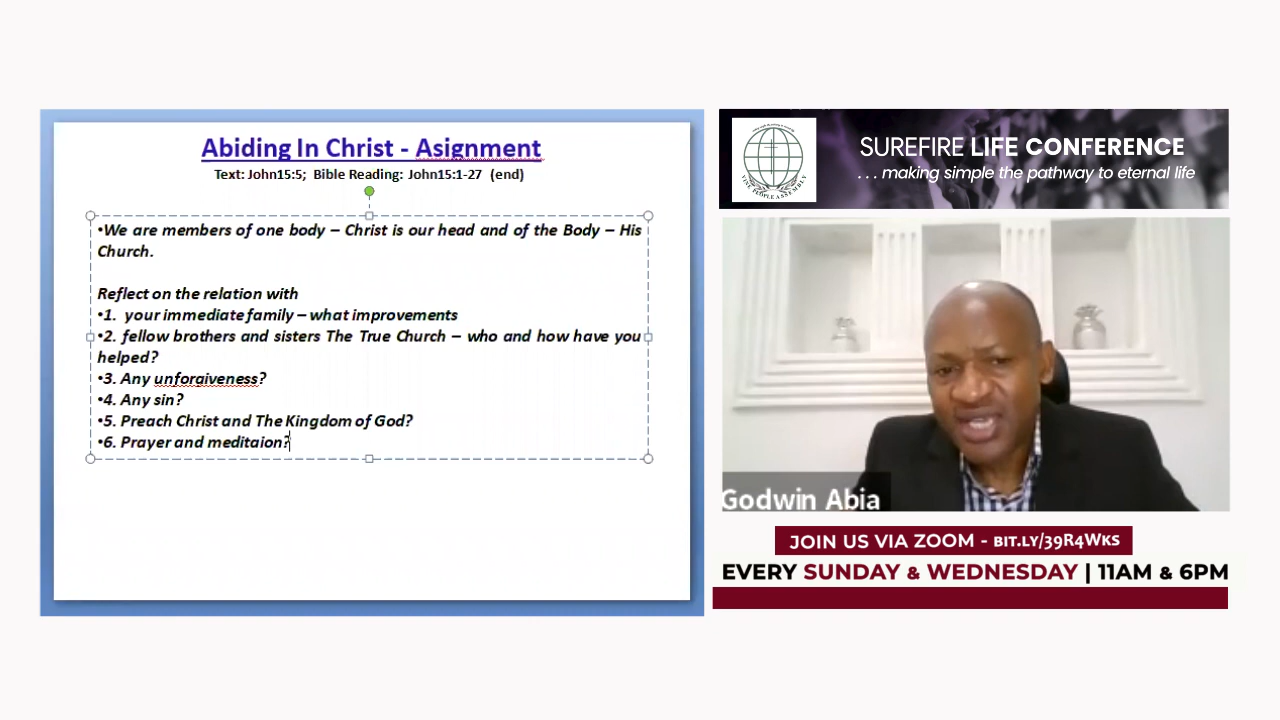 Abiding In Christ - Asignment
Text: John15:5;  Bible Reading: John15:1-27  (end)
•We are members of one body – Christ is our head and of the Body – His
Church.
Reflect on the relation with
•1.  your immediate family – what improvements
•2. fellow brothers and sisters The True Church – who and how have you
helped?
•3. Any unforgiveness?
•4. Any sin?
•5. Preach Christ and The Kingdom of God?
•6. Prayer and meditaion?
SUREFIRE LIFE CONFERENCE
. . . making simple the pathway to eternal life
Godwin Abia
JOIN US VIA ZOOM - BIT.LY/39R4WKS
EVERY SUNDAY & WEDNESDAY | 11AM & 6PM